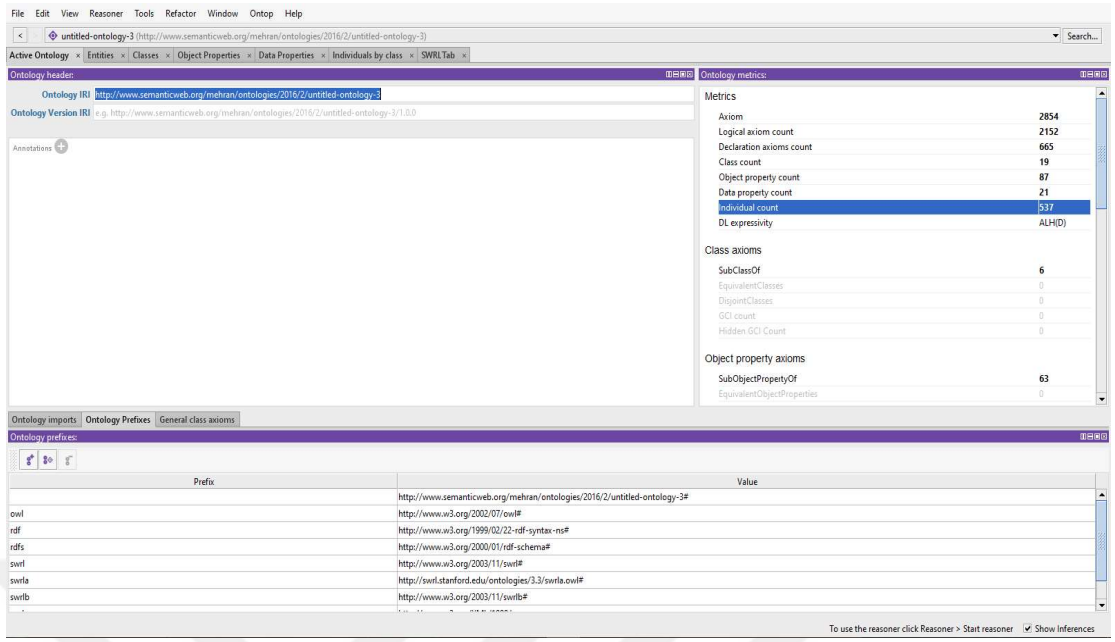 File Edit View Reasoner Tools Refactor Window Ontop Help
< untitled-ontology-3 (http://www.semanticweb.org/mehran/ontologies/2016/2/untitled-ontology-3) Search...
Active Ontology × Entities × Classes × Object Properties × Data Properties × Individuals by class × SWRLTab ×
Ontology header:
Ontology IRI http://www.semanticweb.org/mehran/ontologies/2016/2/untitled-ontology-3
Ontology Version IRI e.g. http://www.semanticweb.org/mehran/ontologies/2016/2/untitled-ontology-3/1.0.0
Annotations
Ontology metrics:
Metrics
Axiom 2854
Logical axiom count 2152
Declaration axioms count 665
Class count 19
Object property count 87
Data property count 21
Individual count 537
DL expressivity ALH(D)
Class axioms
SubClassOf 6
EquivalentClasses 0
DisjointClasses 0
GCI count 0
Hidden GCI Count 0
Object property axioms
SubObjectPropertyOf 63
EquivalentObjectProperties 0
Ontology imports Ontology Prefixes General class axioms
Ontology prefixes:
Prefix Value
http://www.semanticweb.org/mehran/ontologies/2016/2/untitled-ontology-3#
owl http://www.w3.org/2002/07/owl#
rdf http://www.w3.org/1999/02/22-rdf-syntax-ns#
rdfs http://www.w3.org/2000/01/rdf-schema#
swrl http://www.w3.org/2003/11/swrl#
swrla http://swrl.stanford.edu/ontologies/3.3/swrla.owl#
swrlb http://www.w3.org/2003/11/swrlb#
To use the reasoner click Reasoner > Start reasoner Show Inferences